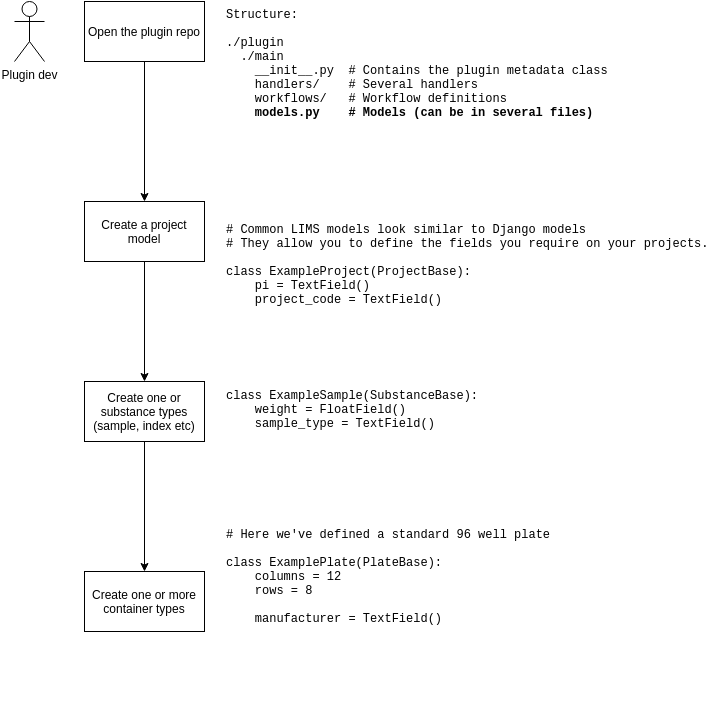 Plugin dev
Open the plugin repo
Structure:
./plugin
  ./main
    __init__.py  # Contains the plugin metadata class
    handlers/    # Several handlers
    workflows/   # Workflow definitions
    models.py    # Models (can be in several files)
Create a project
model
# Common LIMS models look similar to Django models
# They allow you to define the fields you require on your projects.
class ExampleProject(ProjectBase):
    pi = TextField()
    project_code = TextField()
Create one or
substance types
(sample, index etc)
class ExampleSample(SubstanceBase):
    weight = FloatField()
    sample_type = TextField()
Create one or more
container types
# Here we've defined a standard 96 well plate
class ExamplePlate(PlateBase):
    columns = 12
    rows = 8
    manufacturer = TextField()